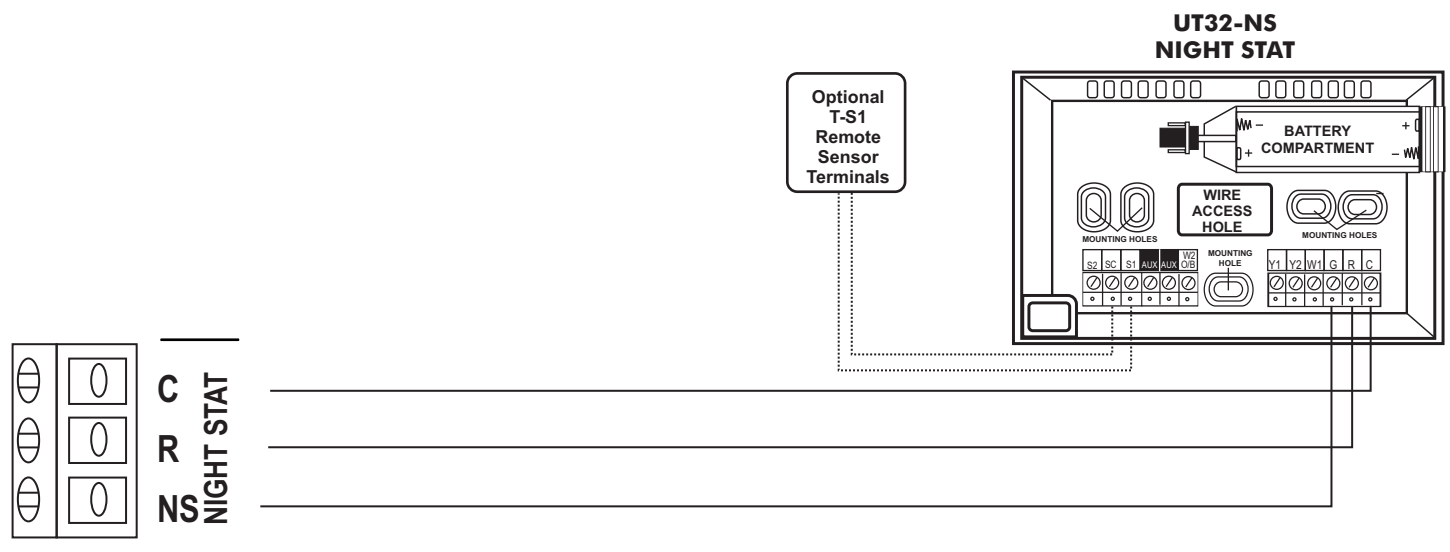 UT32-NS
NIGHT STAT
Optional
T-S1
Remote
Sensor
Terminals
– +
BATTERY
COMPARTMENT
+ –
WIRE
ACCESS
HOLE
MOUNTING HOLES
MOUNTING HOLES
MOUNTING
HOLE
S2 SC S1 AUX AUX W2
O/B
Y1 Y2 W1 G R C
C
R
NS
NIGHT STAT